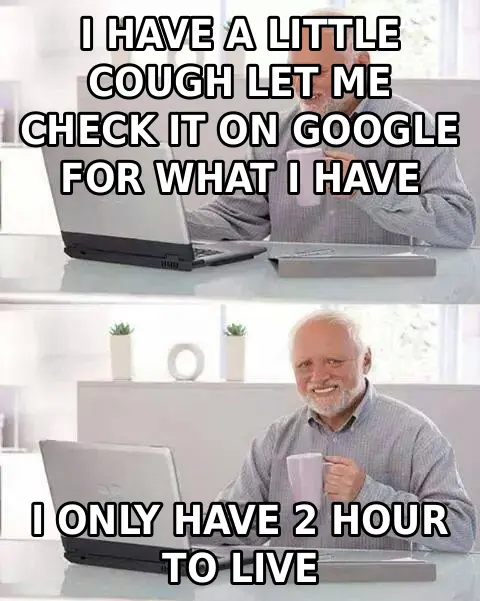 I HAVE A LITTLE
COUGH LET ME
CHECK IT ON GOOGLE
FOR WHAT I HAVE
I ONLY HAVE 2 HOUR
TO LIVE